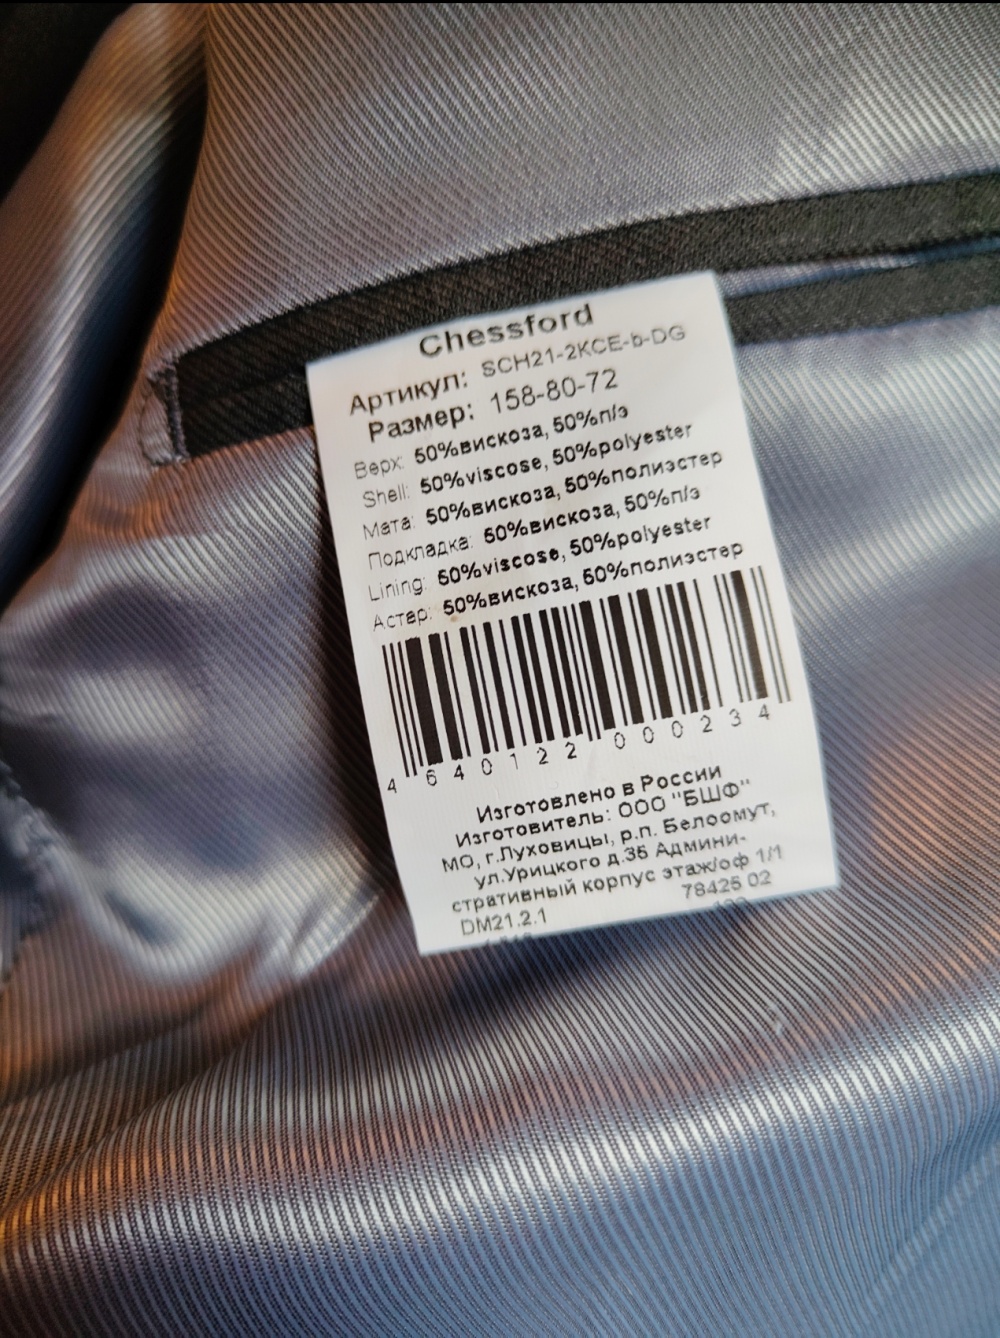 Chessford
Артикул: SCH21-2KCE-b-DG
Размер: 158-80-72
Верх: 50%вискоза, 50%п/э
Shell: 50%viscose, 50%polyester
Мата: 50%вискоза, 50%полиэстер
Подкладка: 50%вискоза, 50%п/э
Lining: 50%viscose, 50%polyester
Астар: 50%вискоза, 50%полиэстер
4 640122 000234
Изготовлено в России
Изготовитель: ООО "БШФ"
МО, г.Луховицы, р.п. Белоомут,
ул.Урицкого д.35 Админи-
стративный корпус этаж/оф 1/1
DM21.2.1 78425 02